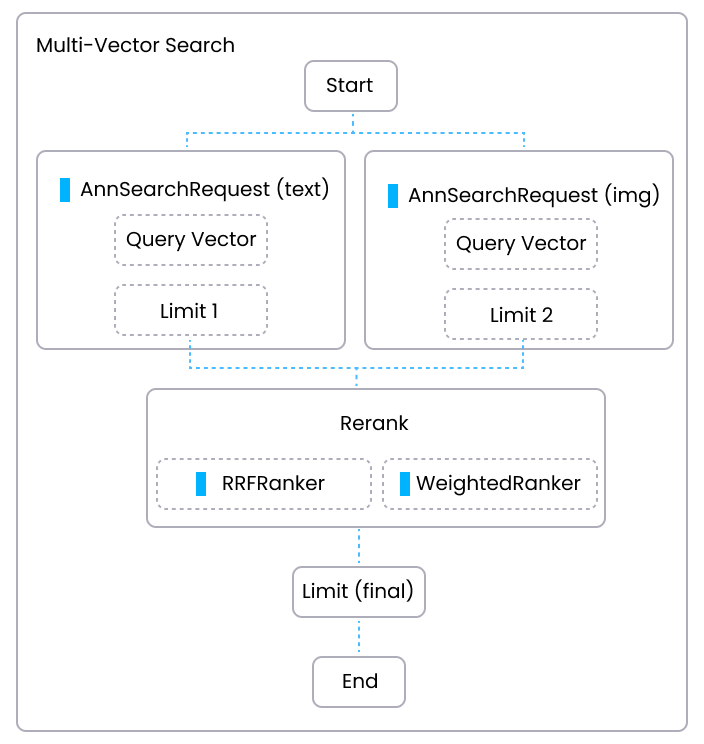 Multi-Vector Search
Start
AnnSearchRequest (text)
Query Vector
Limit 1
AnnSearchRequest (img)
Query Vector
Limit 2
Rerank
RRFRanker
WeightedRanker
Limit (final)
End